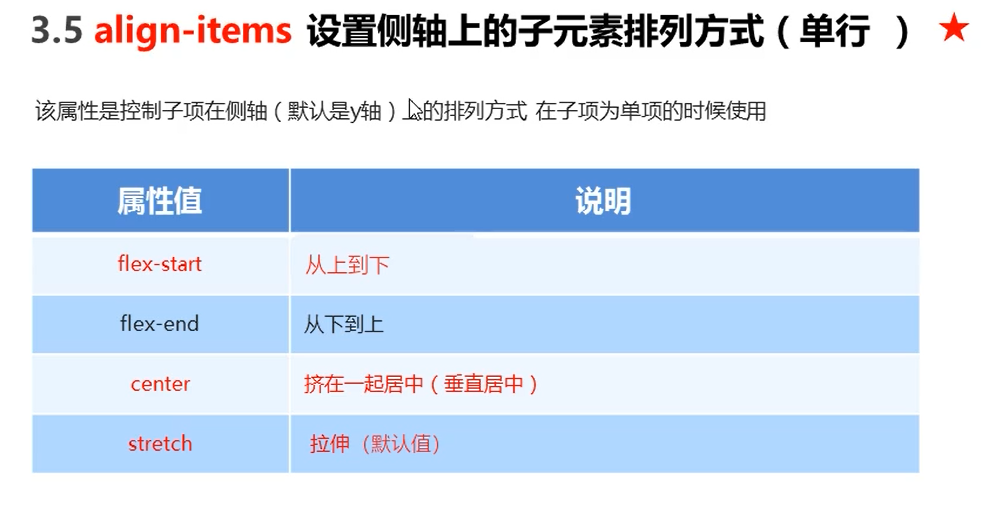 3.5 align-items 设置侧轴上的子元素排列方式（单行 ）
该属性是控制子项在侧轴（默认是y轴）上的排列方式 在子项为单项的时候使用
属性值 说明
flex-start 从上到下
flex-end 从下到上
center 挤在一起居中（垂直居中）
stretch 拉伸（默认值）